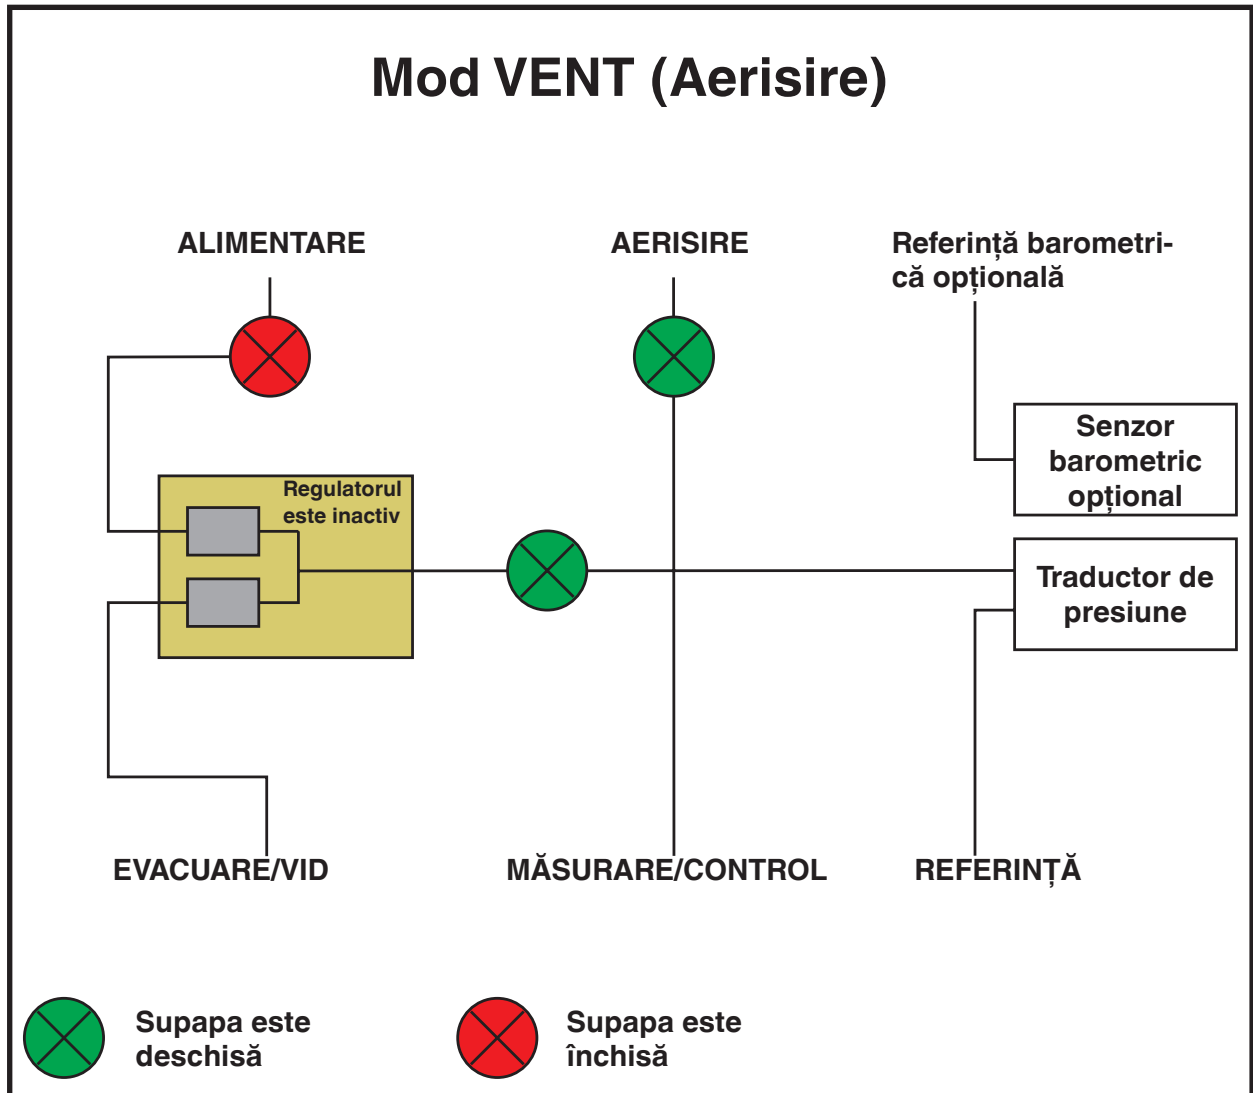 Mod VENT (Aerisire)
ALIMENTARE
AERISIRE
Referință barometri-
că opțională
Senzor
barometric
opțional
Regulatorul
este inactiv
Traductor de
presiune
EVACUARE/VID
MĂSURARE/CONTROL
REFERINȚĂ
Supapa este
deschisă
Supapa este
închisă